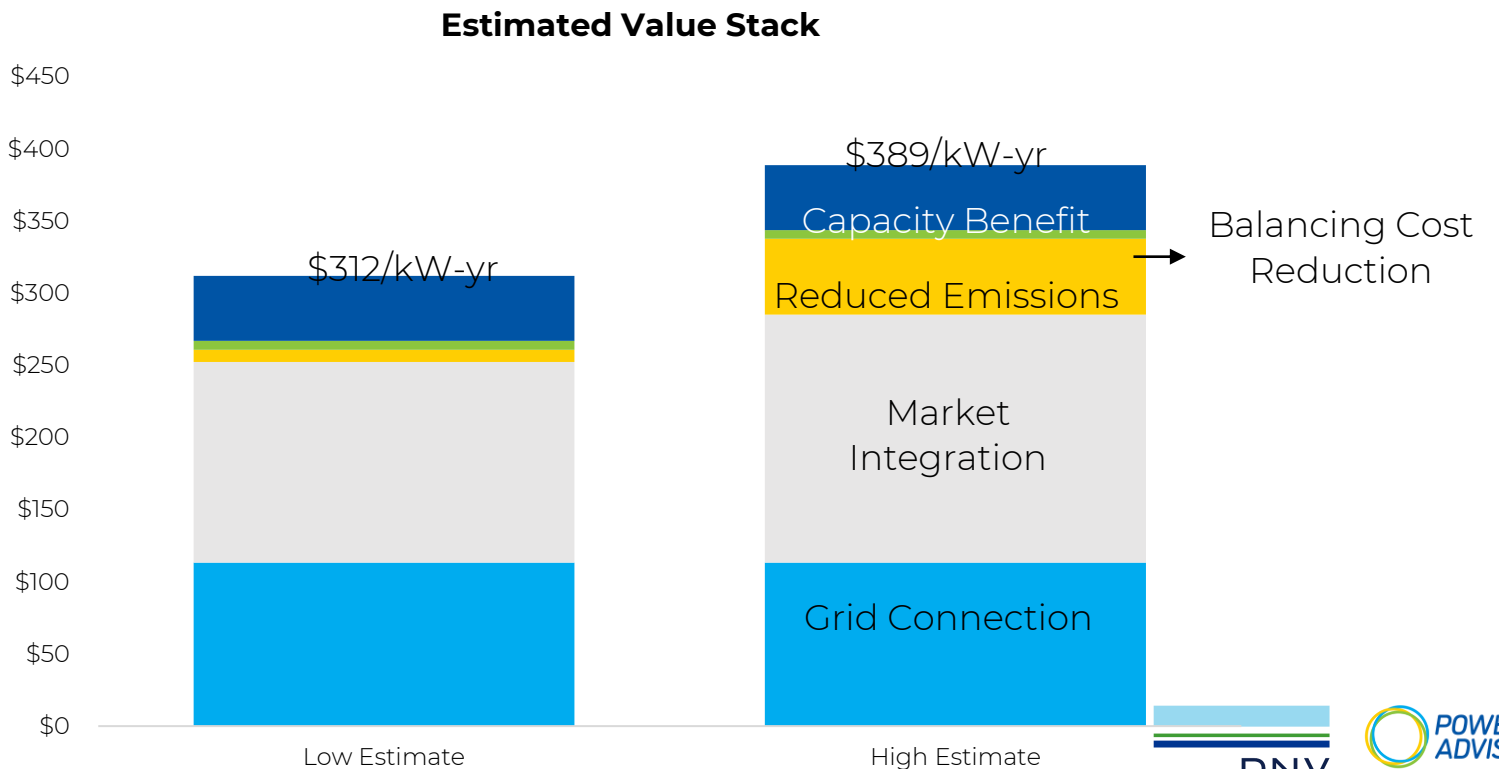 Estimated Value Stack
$450
$400
$350
$300
$250
$200
$150
$100
$50
$0
$312/kW-yr
$389/kW-yr
Capacity Benefit
Reduced Emissions
Market
Integration
Grid Connection
Balancing Cost
Reduction
Low Estimate
High Estimate